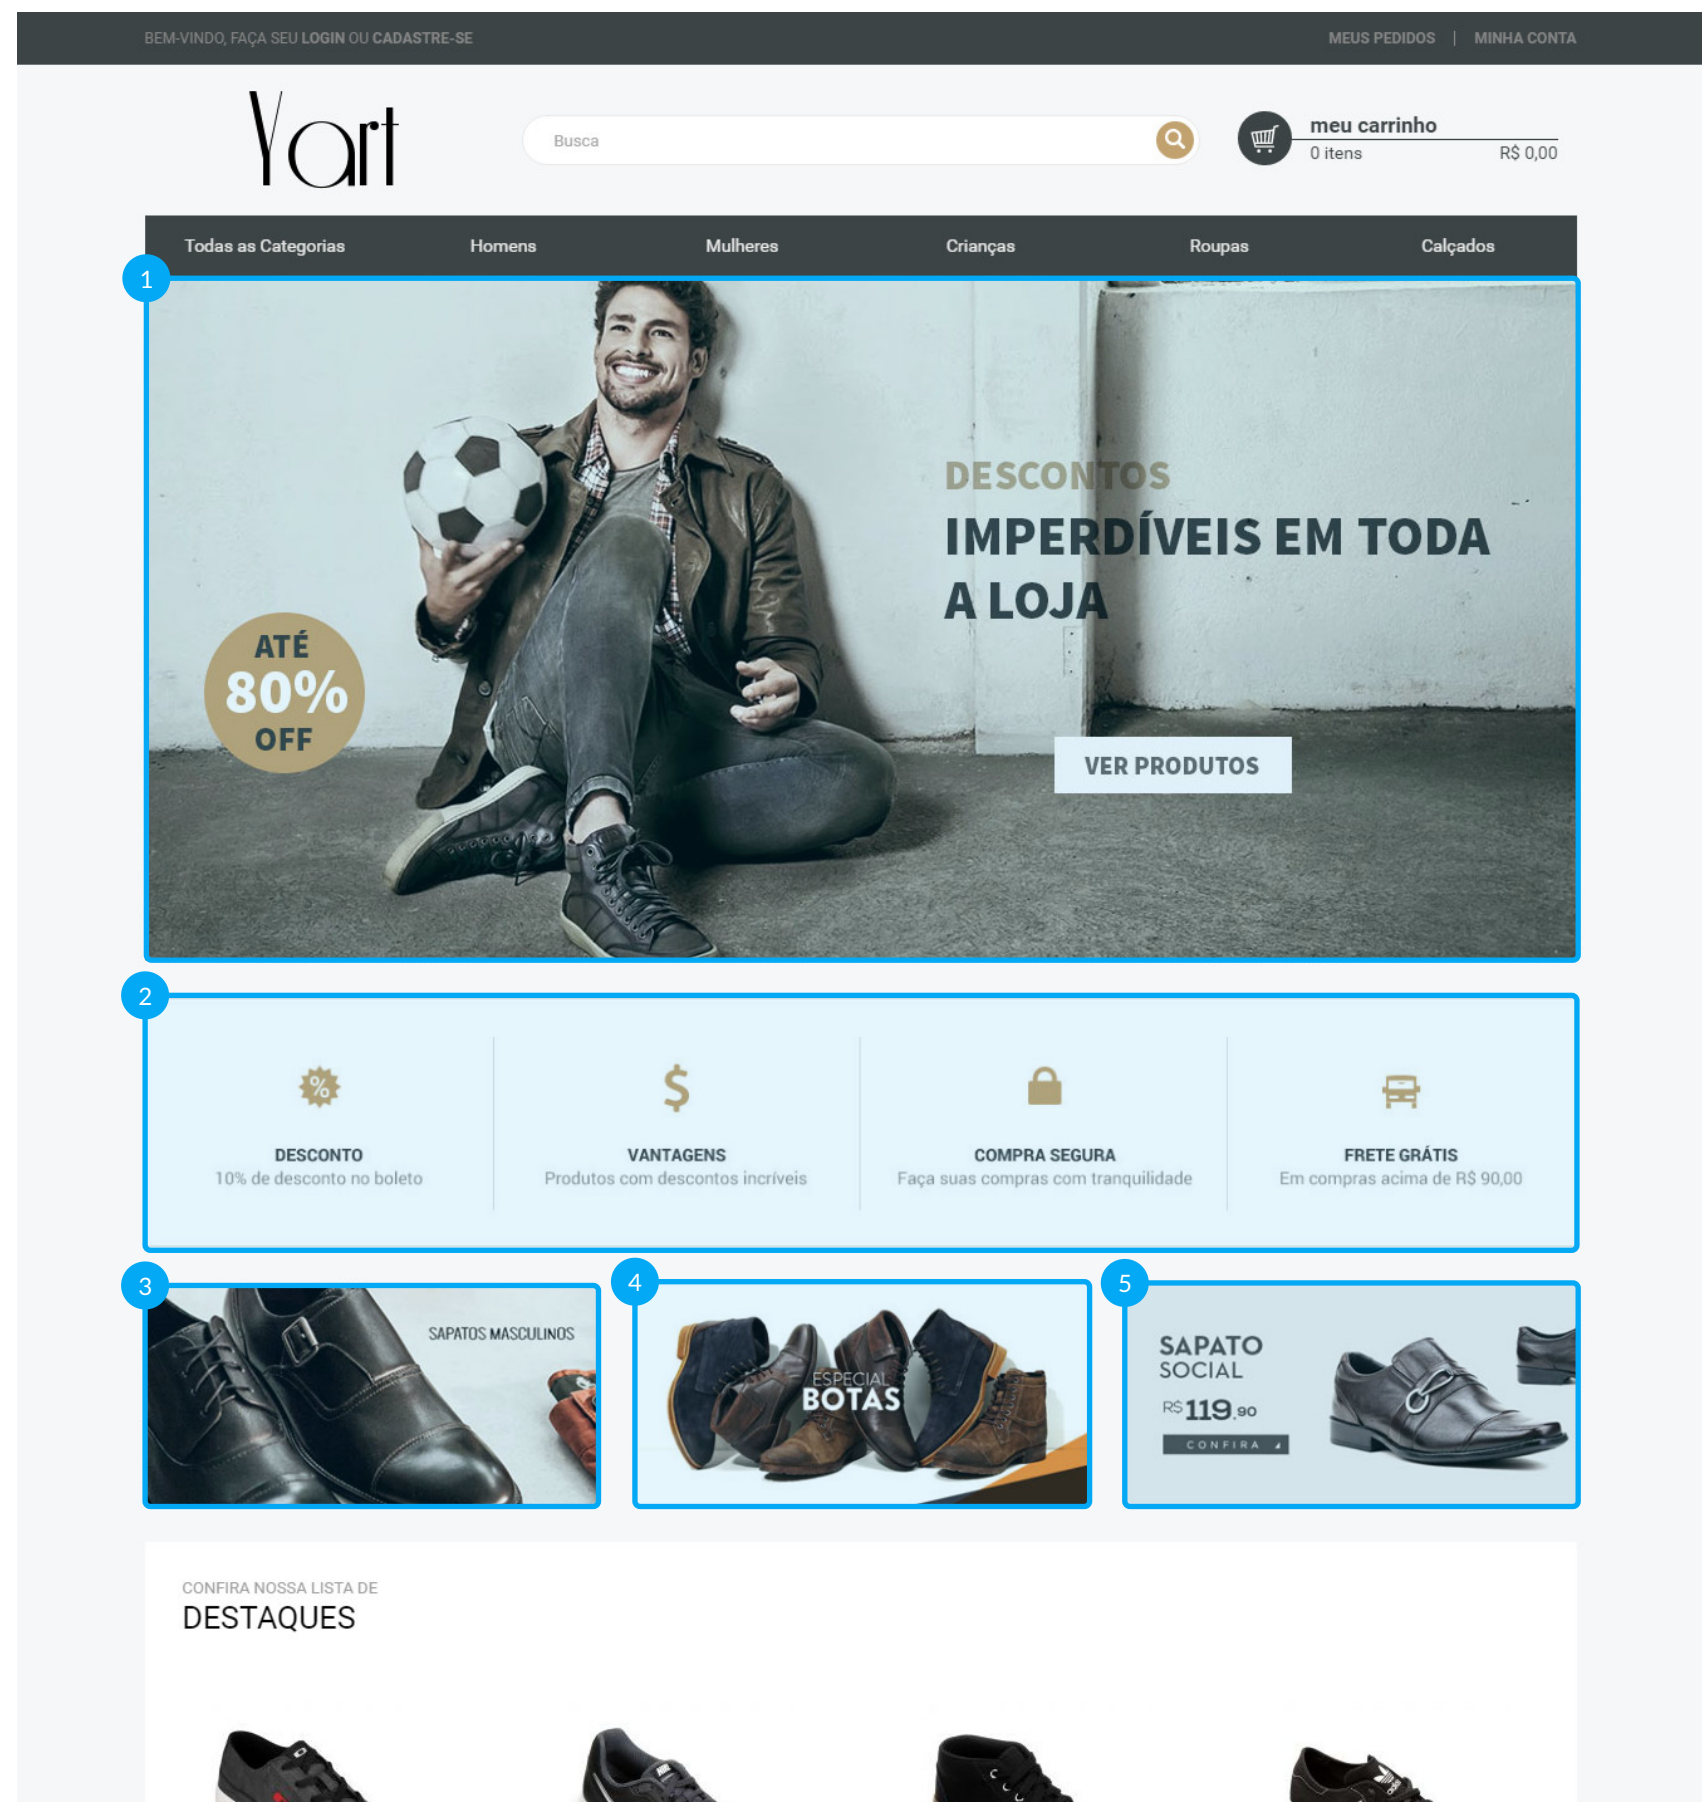 BEM-VINDO, FAÇA SEU LOGIN OU CADASTRE-SE
MEUS PEDIDOS | MINHA CONTA
Yart
Busca
meu carrinho
0 itens R$ 0,00
Todas as Categorias Homens Mulheres Crianças Roupas Calçados
1
DESCONTOS
IMPERDÍVEIS EM TODA
A LOJA
ATÉ
80%
OFF
VER PRODUTOS
2
DESCONTO
10% de desconto no boleto
VANTAGENS
Produtos com descontos incríveis
COMPRA SEGURA
Faça suas compras com tranquilidade
FRETE GRÁTIS
Em compras acima de R$ 90,00
3
SAPATOS MASCULINOS
4
ESPECIAL
BOTAS
5
SAPATO
SOCIAL
R$ 119,90
CONFIRA
CONFIRA NOSSA LISTA DE
DESTAQUES